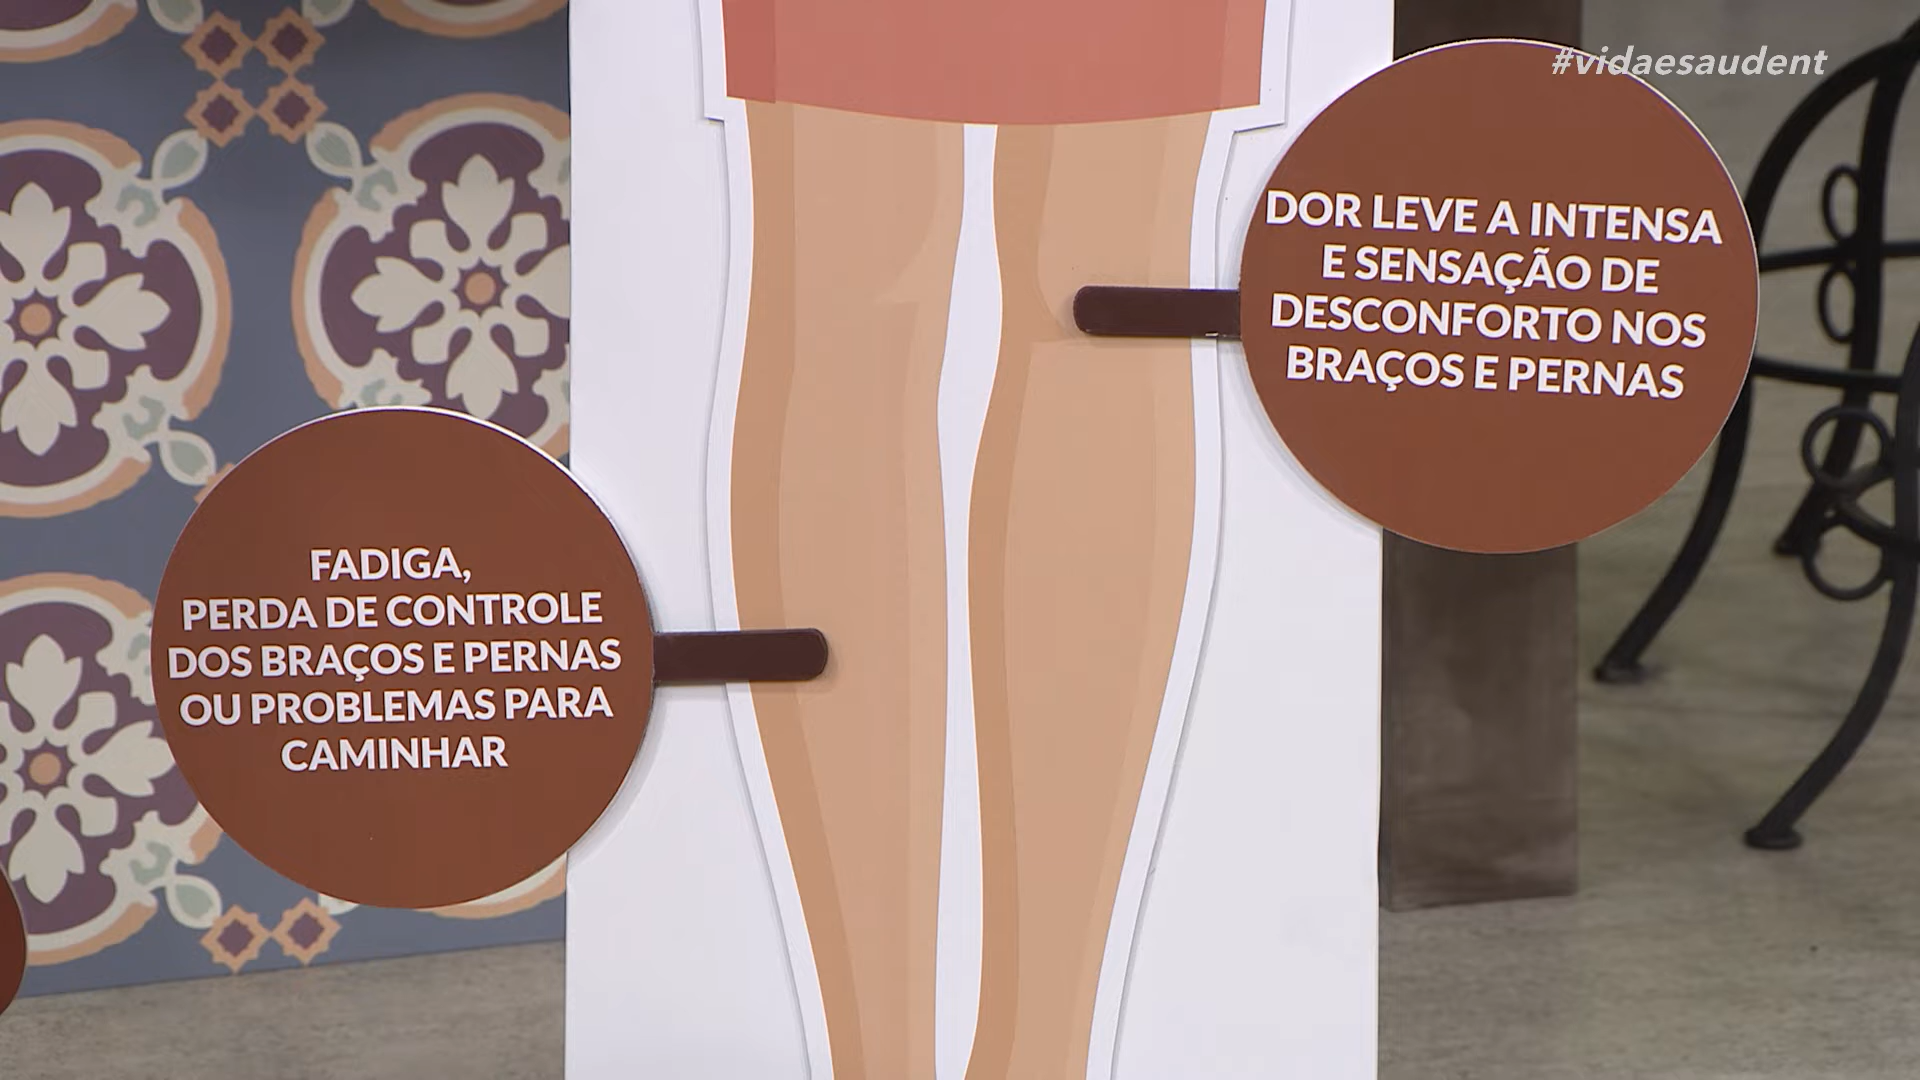 #vidaesaudent
DOR LEVE A INTENSA
E SENSAÇÃO DE
DESCONFORTO NOS
BRAÇOS E PERNAS
FADIGA,
PERDA DE CONTROLE
DOS BRAÇOS E PERNAS
OU PROBLEMAS PARA
CAMINHAR